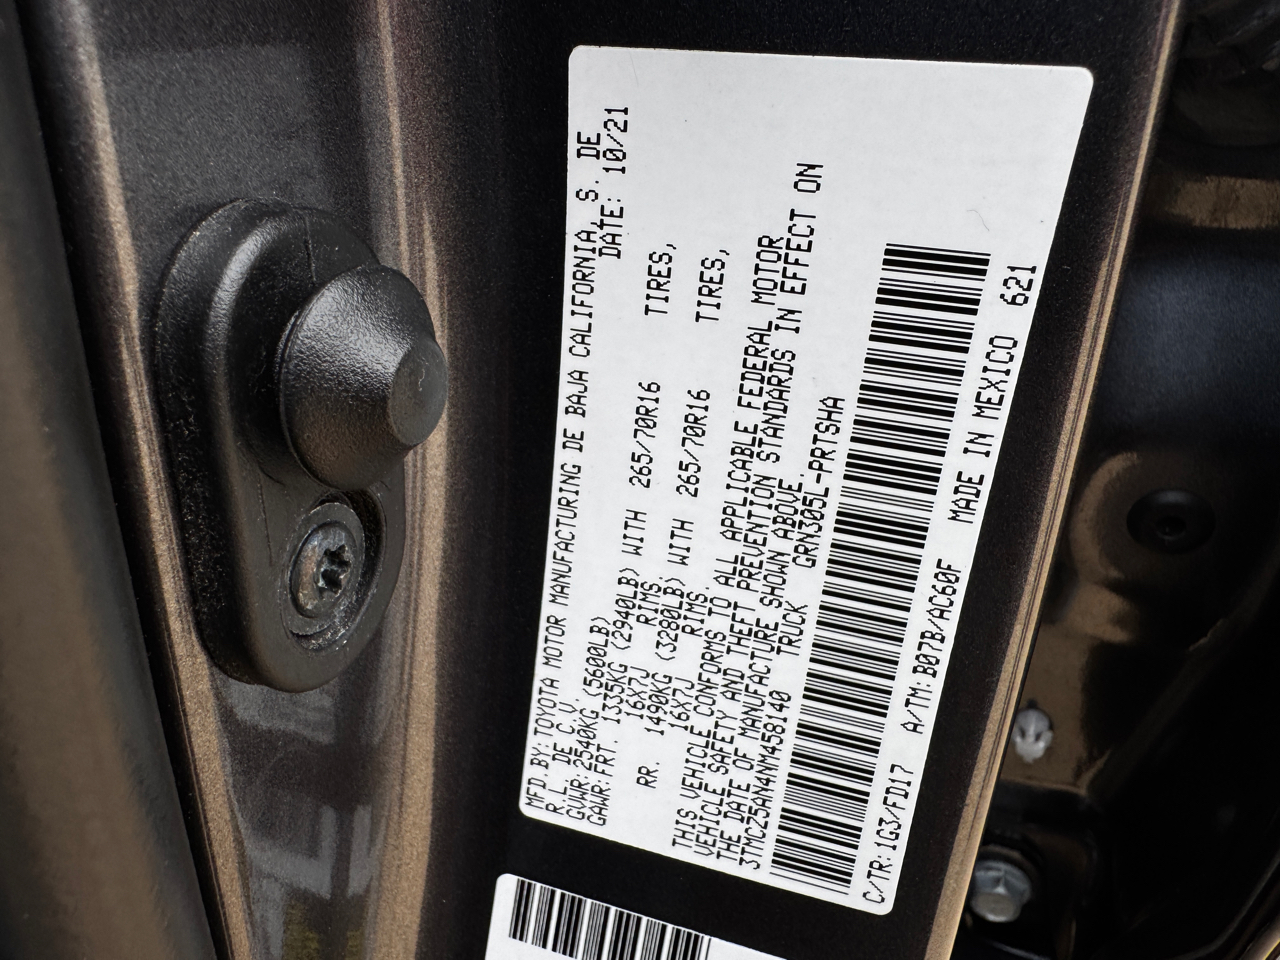 MFD.BY:TOYOTA MOTOR MANUFACTURING DE BAJA CALIFORNIA, S. DE
R.L. DE C.V. DATE: 10/21
GVWR:2540KG (5600LB)
GAWR:FRT. 1335KG (2940LB) WITH 265/70R16 TIRES,
16X7J RIMS
RR. 1490KG (3280LB) WITH 265/70R16 TIRES,
16X7J RIMS
THIS VEHICLE CONFORMS TO ALL APPLICABLE FEDERAL MOTOR
VEHICLE SAFETY AND THEFT PREVENTION STANDARDS IN EFFECT ON
THE DATE OF MANUFACTURE SHOWN ABOVE
3TMCZ5AN4NM458140 TRUCK GRN305L-PRTSHA
C/TR:1G3/FD17 A/TM:B07B/AC60F MADE IN MEXICO 621